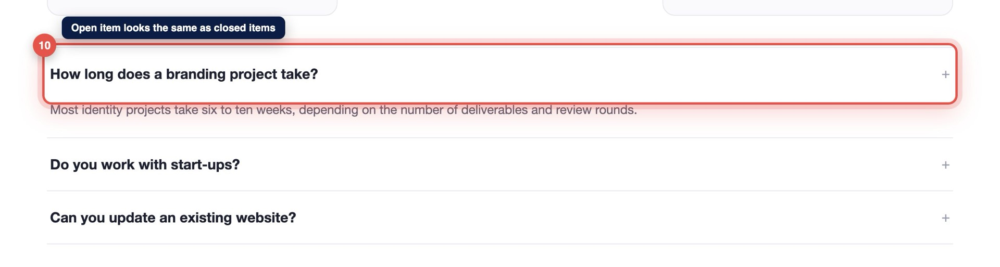 Open item looks the same as closed items
10
How long does a branding project take? +
Most identity projects take six to ten weeks, depending on the number of deliverables and review rounds.
Do you work with start-ups? +
Can you update an existing website? +